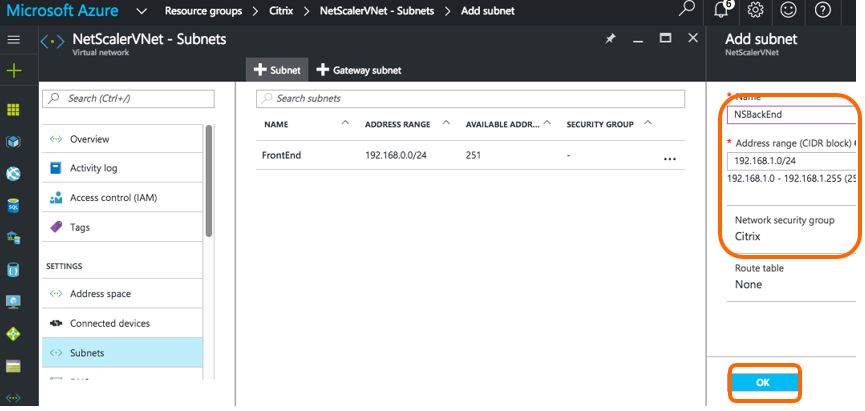 Microsoft Azure
Resource groups > Citrix > NetScalerVNet - Subnets > Add subnet
6
NetScalerVNet - Subnets
Virtual network
Search (Ctrl+/)
Overview
Activity log
Access control (IAM)
Tags
SETTINGS
Address space
Connected devices
Subnets
Subnet
Gateway subnet
Search subnets
NAME ADDRESS RANGE AVAILABLE ADDR... SECURITY GROUP
FrontEnd 192.168.0.0/24 251 - ...
Add subnet
NetScalerVNet
* Name
NSBackEnd
* Address range (CIDR block)
192.168.1.0/24
192.168.1.0 - 192.168.1.255 (25
Network security group
Citrix
Route table
None
OK